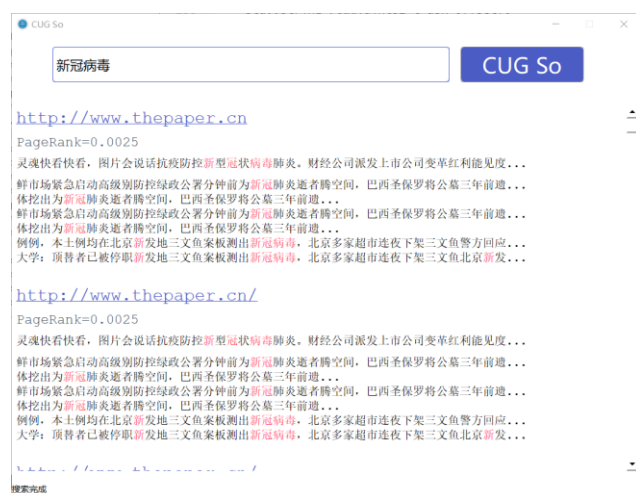 CUG So
新冠病毒
CUG So
http://www.thepaper.cn
PageRank=0.0025
灵魂快看快看，图片会说话抗疫防控新型冠状病毒肺炎。财经公司派发上市公司变革红利能见度...
鲜市场紧急启动高级别防控绿政公署分钟前为新冠肺炎逝者腾空间，巴西圣保罗将公墓三年前遗...
体挖出为新冠肺炎逝者腾空间，巴西圣保罗将公墓三年前遗...
鲜市场紧急启动高级别防控绿政公署分钟前为新冠肺炎逝者腾空间，巴西圣保罗将公墓三年前遗...
体挖出为新冠肺炎逝者腾空间，巴西圣保罗将公墓三年前遗...
例例，本土例均在北京新发地三文鱼案板测出新冠病毒，北京多家超市连夜下架三文鱼警方回应...
大学：顶替者已被停职新发地三文鱼案板测出新冠病毒，北京多家超市连夜下架三文鱼北京新发...
http://www.thepaper.cn/
PageRank=0.0025
灵魂快看快看，图片会说话抗疫防控新型冠状病毒肺炎。财经公司派发上市公司变革红利能见度...
鲜市场紧急启动高级别防控绿政公署分钟前为新冠肺炎逝者腾空间，巴西圣保罗将公墓三年前遗...
体挖出为新冠肺炎逝者腾空间，巴西圣保罗将公墓三年前遗...
鲜市场紧急启动高级别防控绿政公署分钟前为新冠肺炎逝者腾空间，巴西圣保罗将公墓三年前遗...
体挖出为新冠肺炎逝者腾空间，巴西圣保罗将公墓三年前遗...
例例，本土例均在北京新发地三文鱼案板测出新冠病毒，北京多家超市连夜下架三文鱼警方回应...
大学：顶替者已被停职新发地三文鱼案板测出新冠病毒，北京多家超市连夜下架三文鱼北京新发...
搜索完成